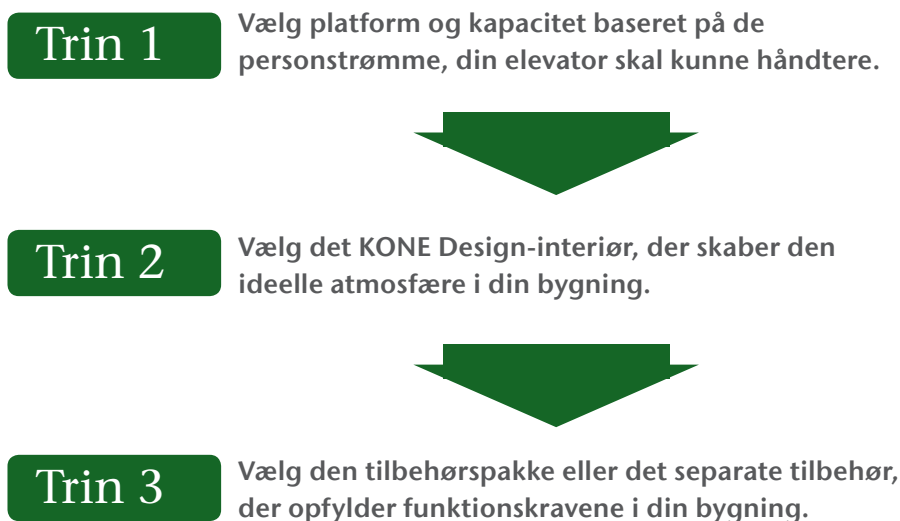 Trin 1
Vælg platform og kapacitet baseret på de
personstrømme, din elevator skal kunne håndtere.
Trin 2
Vælg det KONE Design-interiør, der skaber den
ideelle atmosfære i din bygning.
Trin 3
Vælg den tilbehørspakke eller det separate tilbehør,
der opfylder funktionskravene i din bygning.